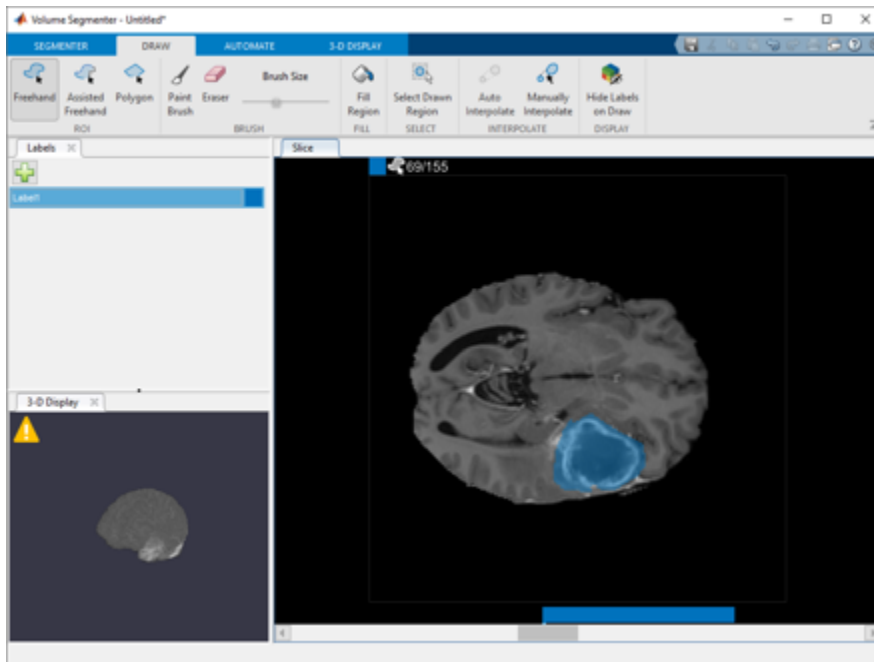 Volume Segmenter - Untitled*
SEGMENTER DRAW AUTOMATE 3-D DISPLAY
Freehand Assisted Freehand Polygon Paint Brush Eraser Brush Size Fill Region Select Drawn Region Auto Interpolate Manually Interpolate Hide Labels on Draw
ROI BRUSH FILL SELECT INTERPOLATE DISPLAY
Labels Slice
69/155
Label1
3-D Display